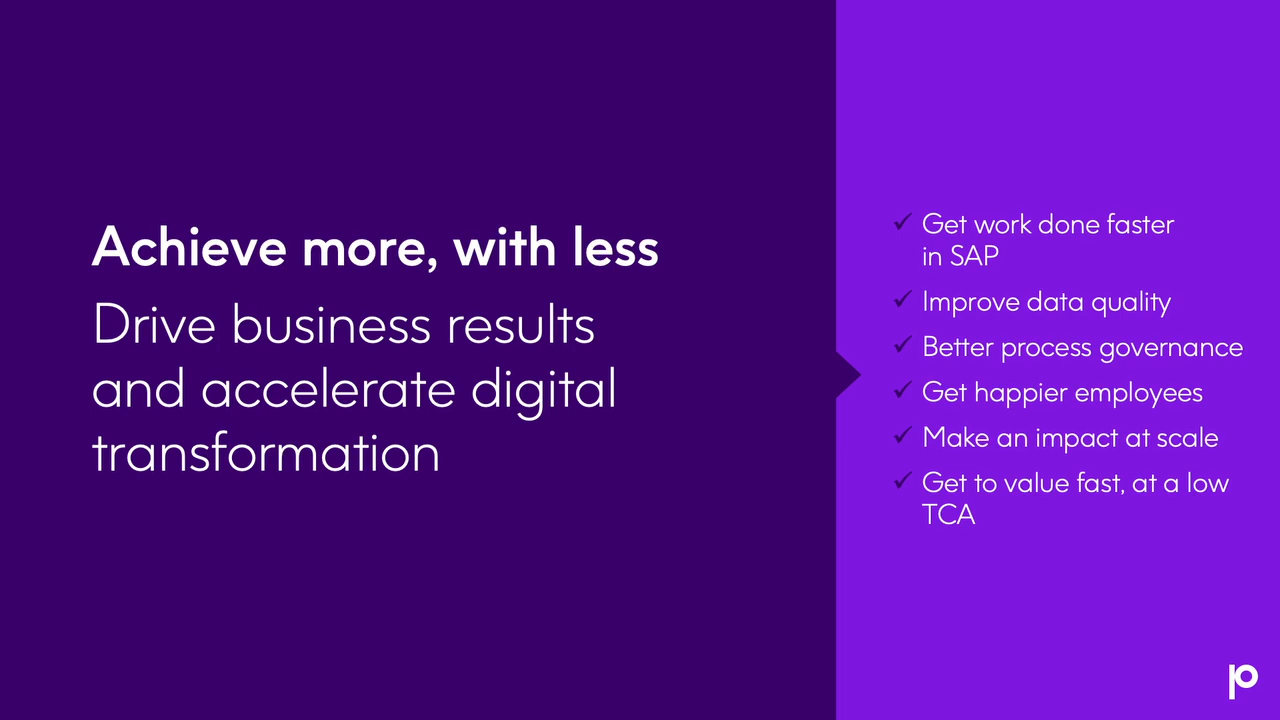 Achieve more, with less
Drive business results
and accelerate digital
transformation
Get work done faster
in SAP
Improve data quality
Better process governance
Get happier employees
Make an impact at scale
Get to value fast, at a low
TCA